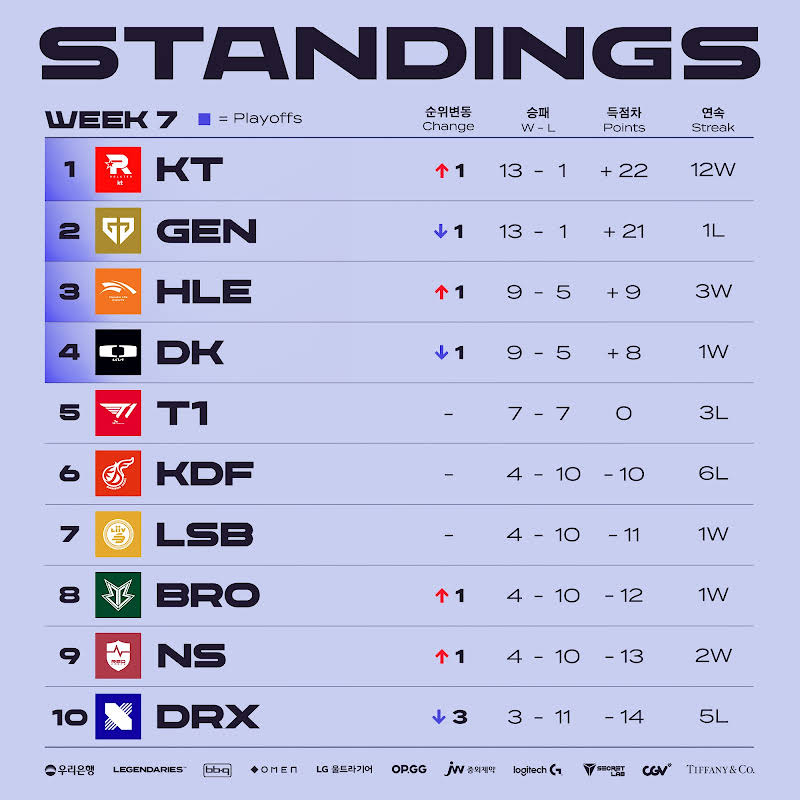 STANDINGS
WEEK 7 = Playoffs 순위변동 Change 승패 W - L 득점차 Points 연속 Streak
1 kt KT ↑ 1 13 - 1 + 22 12W
2 GEN ↓ 1 13 - 1 + 21 1L
3 HLE ↑ 1 9 - 5 + 9 3W
4 DK ↓ 1 9 - 5 + 8 1W
5 T1 - 7 - 7 0 3L
6 KDF - 4 - 10 - 10 6L
7 LIIV LSB - 4 - 10 - 11 1W
8 BRO ↑ 1 4 - 10 - 12 1W
9 NS ↑ 1 4 - 10 - 13 2W
10 DRX ↓ 3 3 - 11 - 14 5L
우리은행 LEGENDARIES bbq OMEN LG 울트라기어 OP.GG JW 중외제약 logitech G SECRET LAB CGV TIFFANY & CO.